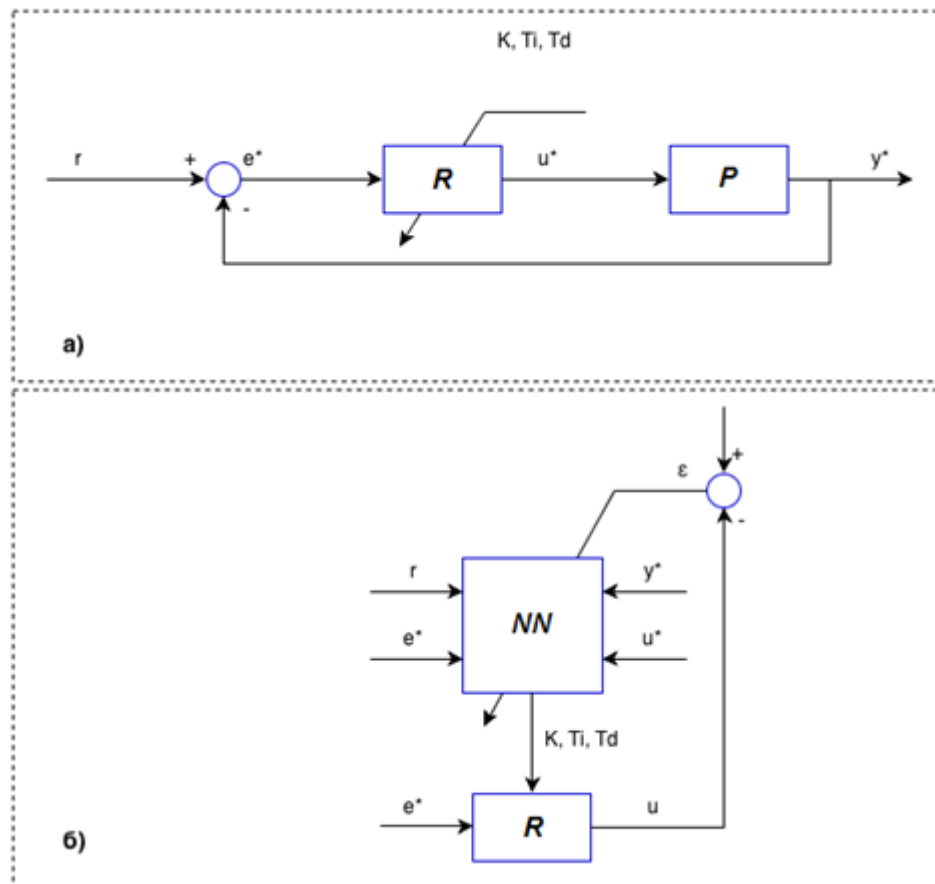 K, Ti, Td
r + e* R u* P y*
-
а)
+
ε
-
r y*
NN
e* u*
K, Ti, Td
e* R u
б)